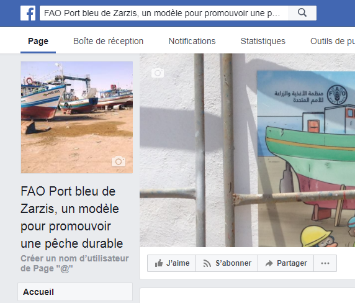 FAO Port bleu de Zarzis, un modèle pour promouvoir une p...
Page Boîte de réception Notifications Statistiques Outils de pu
منظمة الأغذية والزراعة
للأمم المتحدة
FAO Port bleu de
Zarzis, un modèle
pour promouvoir
une pêche durable
Créer un nom d'utilisateur
de Page "@"
J'aime S'abonner Partager
Accueil